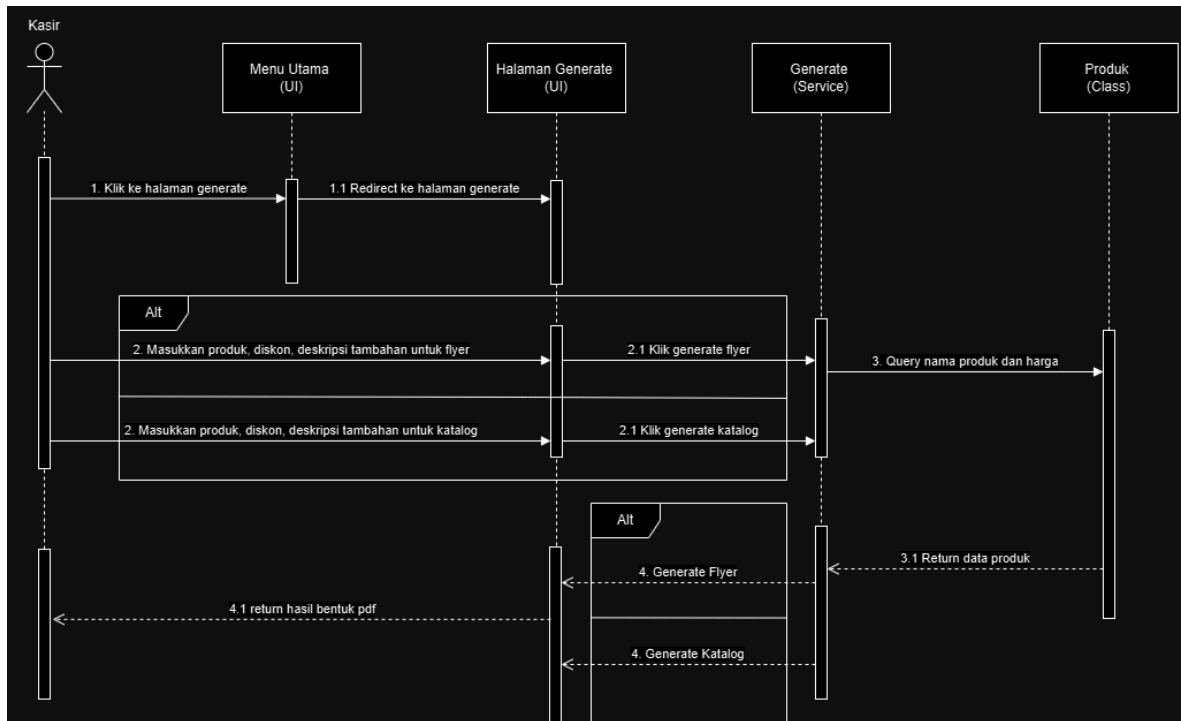 Kasir
Menu Utama
(UI)
Halaman Generate
(UI)
Generate
(Service)
Produk
(Class)
1. Klik ke halaman generate
1.1 Redirect ke halaman generate
Alt
2. Masukkan produk, diskon, deskripsi tambahan untuk flyer
2.1 Klik generate flyer
3. Query nama produk dan harga
2. Masukkan produk, diskon, deskripsi tambahan untuk katalog
2.1 Klik generate katalog
Alt
3.1 Return data produk
4. Generate Flyer
4.1 return hasil bentuk pdf
4. Generate Katalog